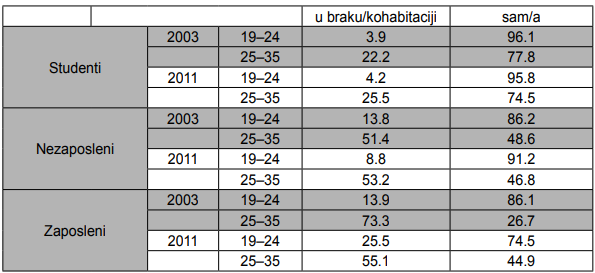 u braku/kohabitaciji sam/a
Studenti
2003 19–24 3.9 96.1
25–35 22.2 77.8
2011 19–24 4.2 95.8
25–35 25.5 74.5
Nezaposleni
2003 19–24 13.8 86.2
25–35 51.4 48.6
2011 19–24 8.8 91.2
25–35 53.2 46.8
Zaposleni
2003 19–24 13.9 86.1
25–35 73.3 26.7
2011 19–24 25.5 74.5
25–35 55.1 44.9